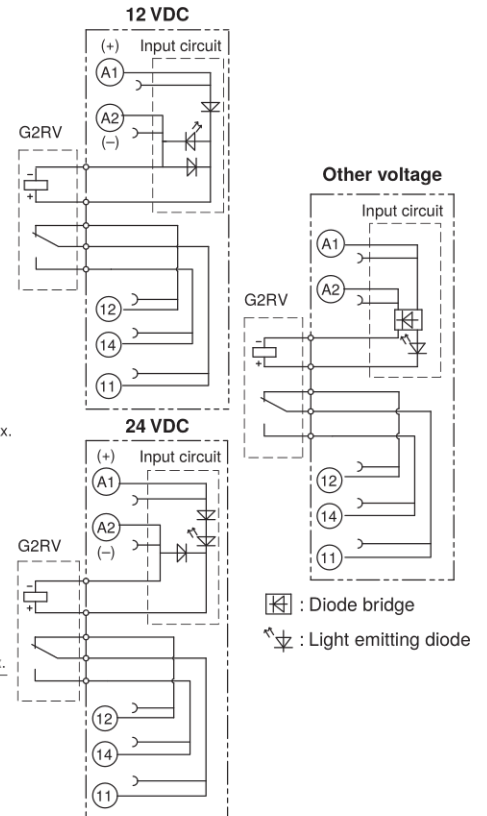 12 VDC
(+) Input circuit
A1
A2
(−)
G2RV
−
+
12
14
11
x.
24 VDC
(+) Input circuit
A1
A2
(−)
G2RV
−
+
12
14
11
Other voltage
Input circuit
A1
A2
G2RV
−
+
12
14
11
: Diode bridge
: Light emitting diode